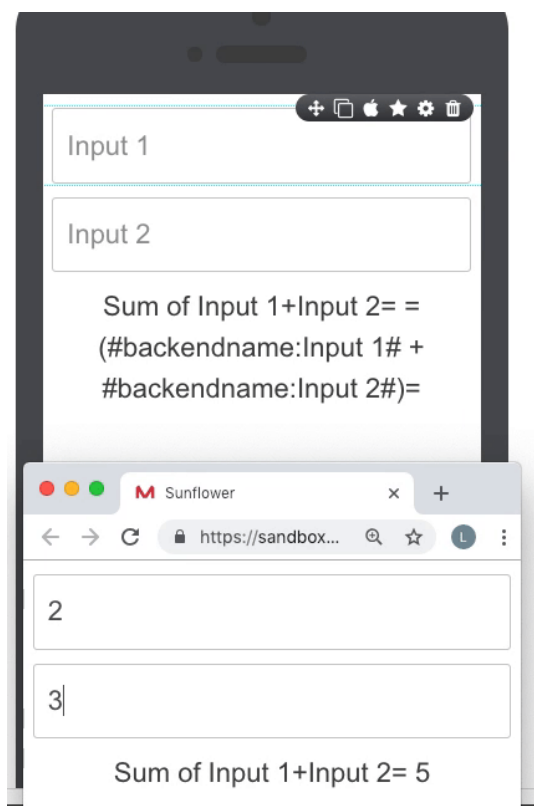 Input 1
Input 2
Sum of Input 1+Input 2= =
(#backendname:Input 1# +
#backendname:Input 2#)=
Sunflower
https://sandbox...
L
2
3
Sum of Input 1+Input 2= 5